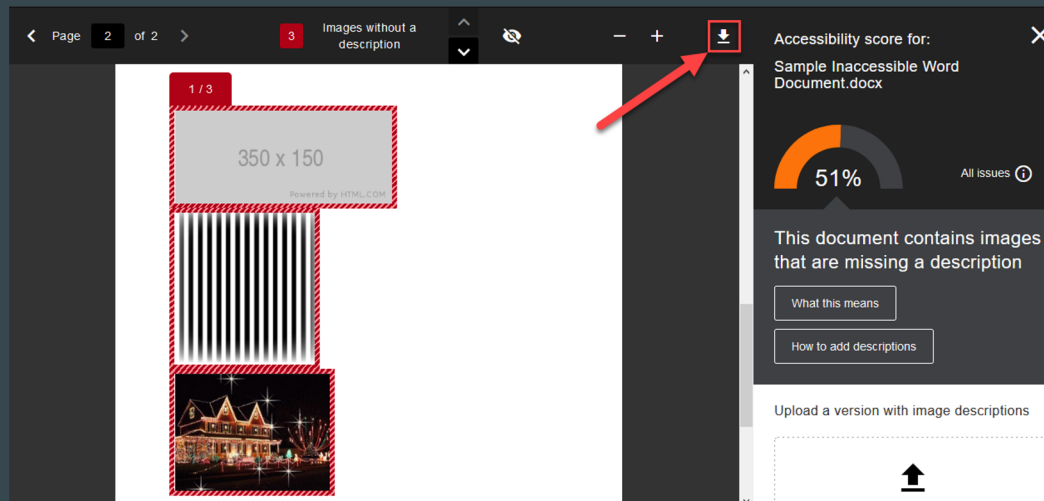 Page 2 of 2
3
Images without a
description
1 / 3
350 x 150
Powered by HTML.COM
Accessibility score for:
Sample Inaccessible Word
Document.docx
51%
All issues
This document contains images
that are missing a description
What this means
How to add descriptions
Upload a version with image descriptions